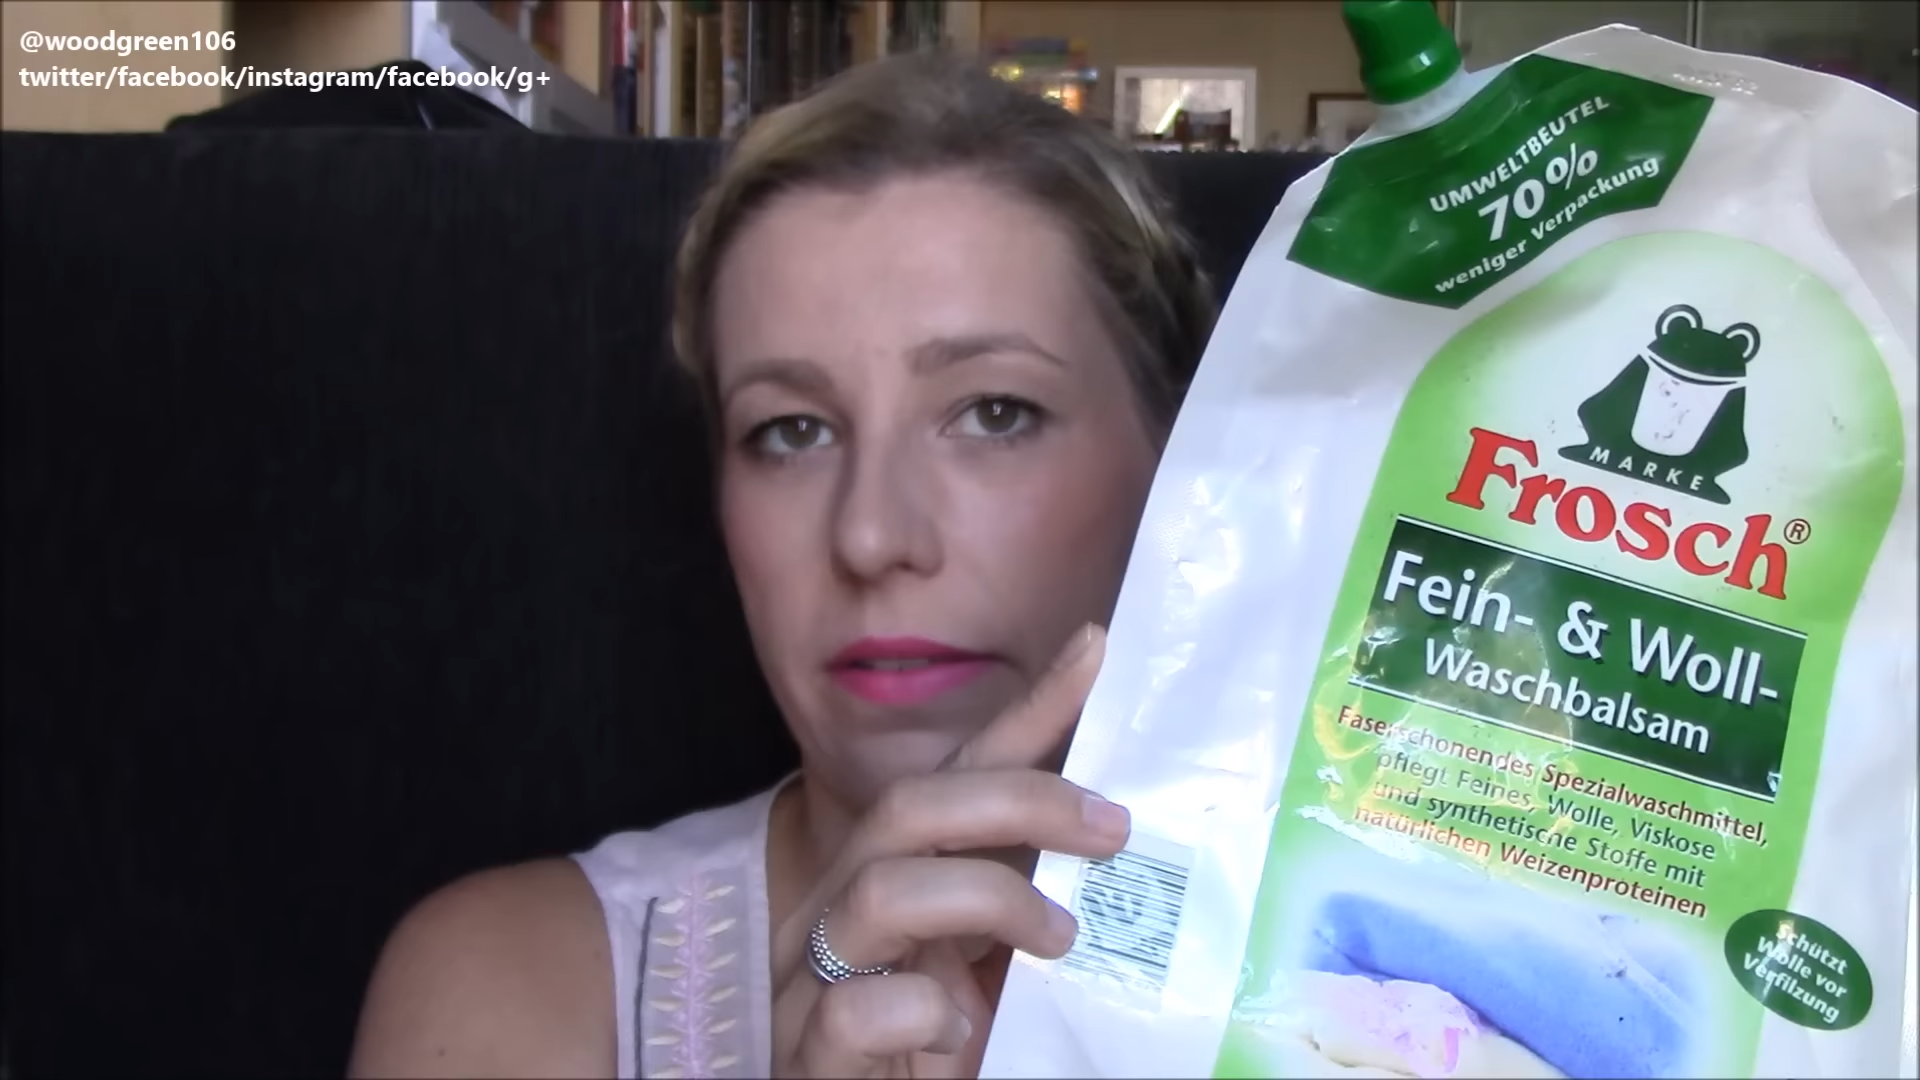 @woodgreen106
twitter/facebook/instagram/facebook/g+
UMWELTBEUTEL
70%
weniger Verpackung
MARKE
Frosch®
Fein- & Woll-
Waschbalsam
Faserschonendes Spezialwaschmittel,
pflegt Feines, Wolle, Viskose
und synthetische Stoffe mit
natürlichen Weizenproteinen
Schützt
Wolle vor
Verfilzung